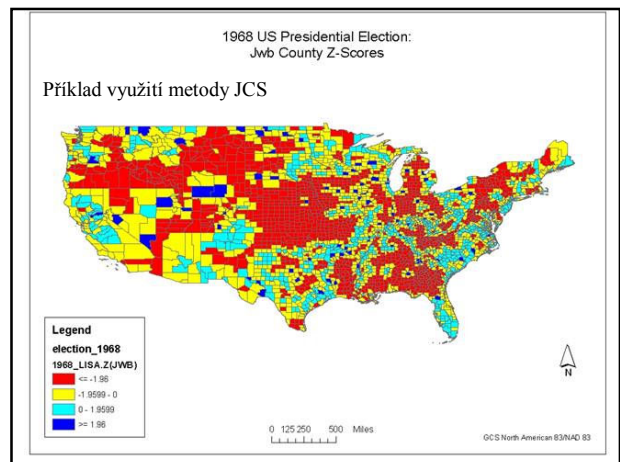 1968 US Presidential Election:
Jwb County Z-Scores
Příklad využití metody JCS
Legend
election_1968
1968_LISA.Z(JWB)
<= -1.96
-1.9599 - 0
0 - 1.9599
>= 1.96
0 125 250 500 Miles
N
GCS North American 83/NAD 83